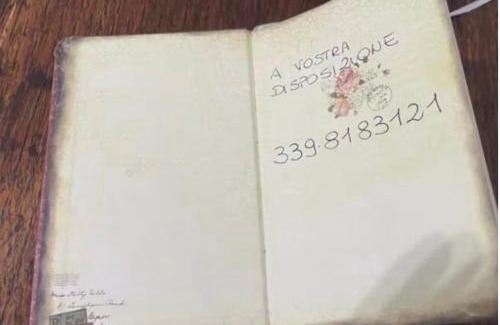 A VOSTRA
DISPOSIZIONE
339.8183121